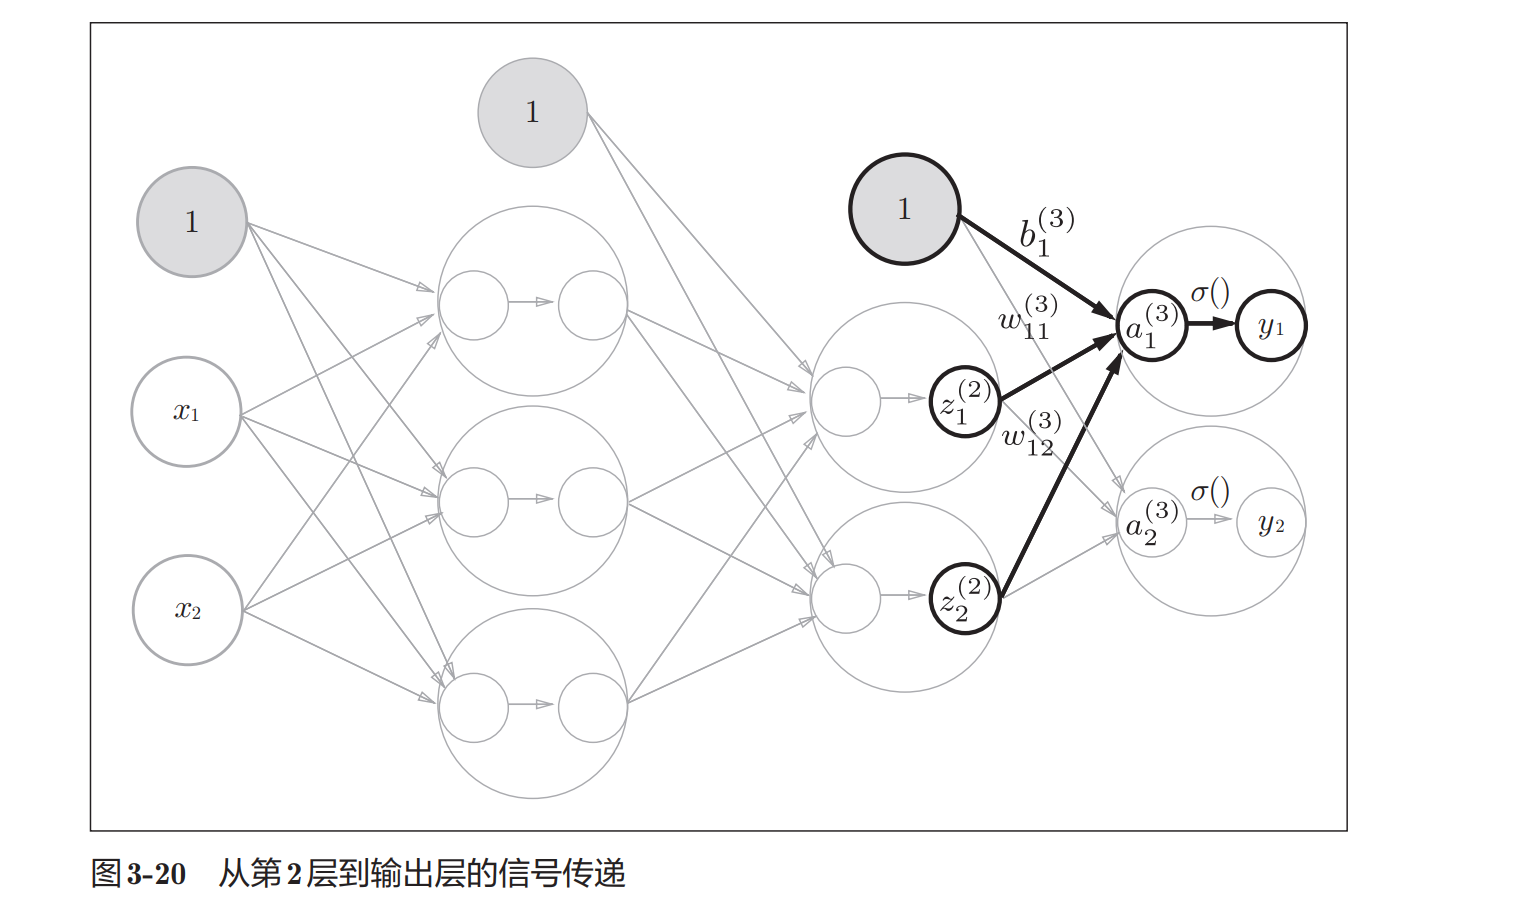 1
1
1
b_1^{(3)}
w_{11}^{(3)}
σ()
a_1^{(3)}
y_1
x_1
z_1^{(2)}
w_{12}^{(3)}
σ()
a_2^{(3)}
y_2
x_2
z_2^{(2)}
图3-20 从第2层到输出层的信号传递